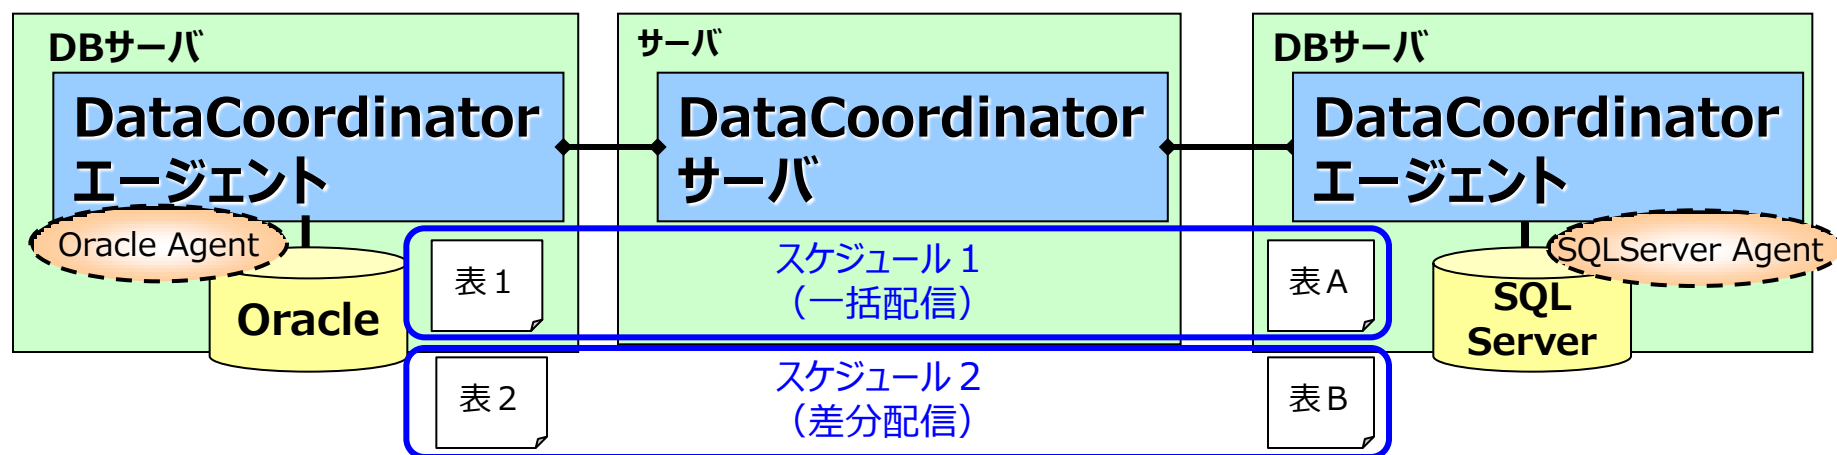 DBサーバ
DataCoordinator
エージェント
Oracle Agent
Oracle
サーバ
DataCoordinator
サーバ
DBサーバ
DataCoordinator
エージェント
SQLServer Agent
SQL
Server
表1
スケジュール1
（一括配信）
表A
表2
スケジュール2
（差分配信）
表B